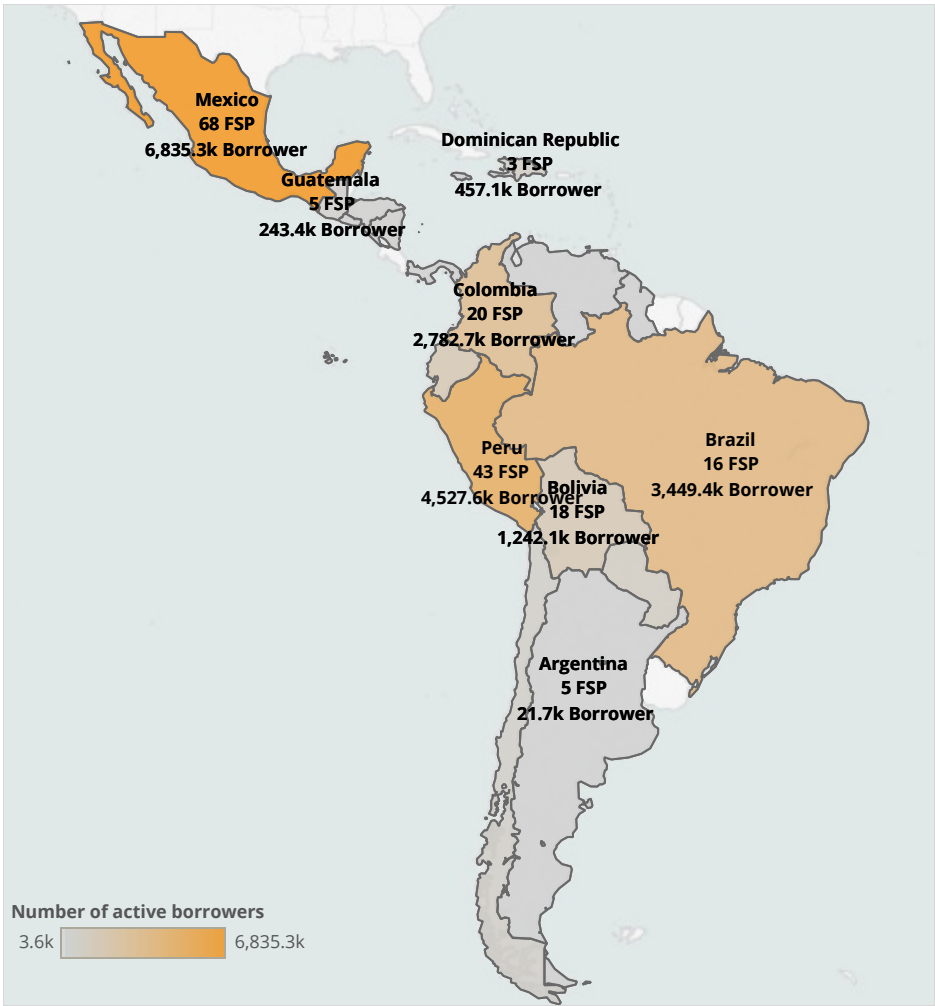 Mexico
68 FSP
6,835.3k Borrower
Dominican Republic
3 FSP
457.1k Borrower
Guatemala
5 FSP
243.4k Borrower
Colombia
20 FSP
2,782.7k Borrower
Brazil
16 FSP
3,449.4k Borrower
Peru
43 FSP
4,527.6k Borrower
Bolivia
18 FSP
1,242.1k Borrower
Argentina
5 FSP
21.7k Borrower
Number of active borrowers
3.6k 6,835.3k